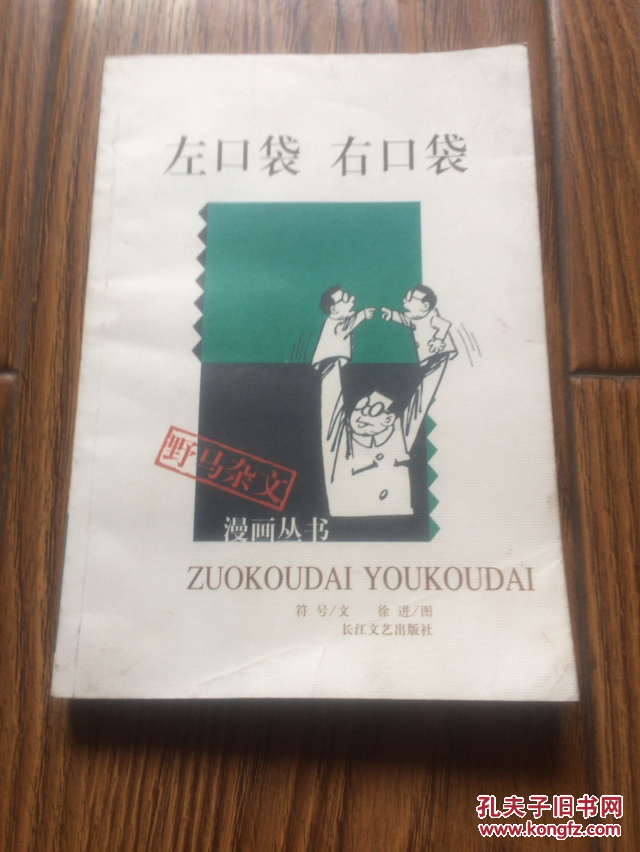 左口袋 右口袋
野马杂文
漫画丛书
ZUOKOUDAI YOUKOUDAI
符 号/文 徐 进/图
长江文艺出版社
孔夫子旧书网
www.kongfz.com